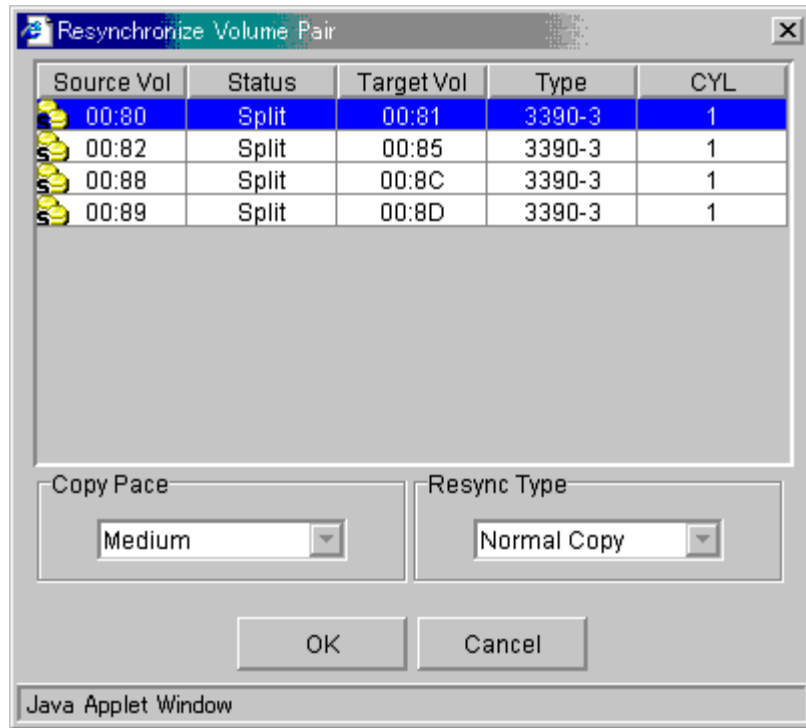 Resynchronize Volume Pair
Source Vol Status Target Vol Type CYL
00:80 Split 00:81 3390-3 1
S 00:82 Split 00:85 3390-3 1
S 00:88 Split 00:8C 3390-3 1
S 00:89 Split 00:8D 3390-3 1
Copy Pace Resync Type
Medium Normal Copy
OK Cancel
Java Applet Window